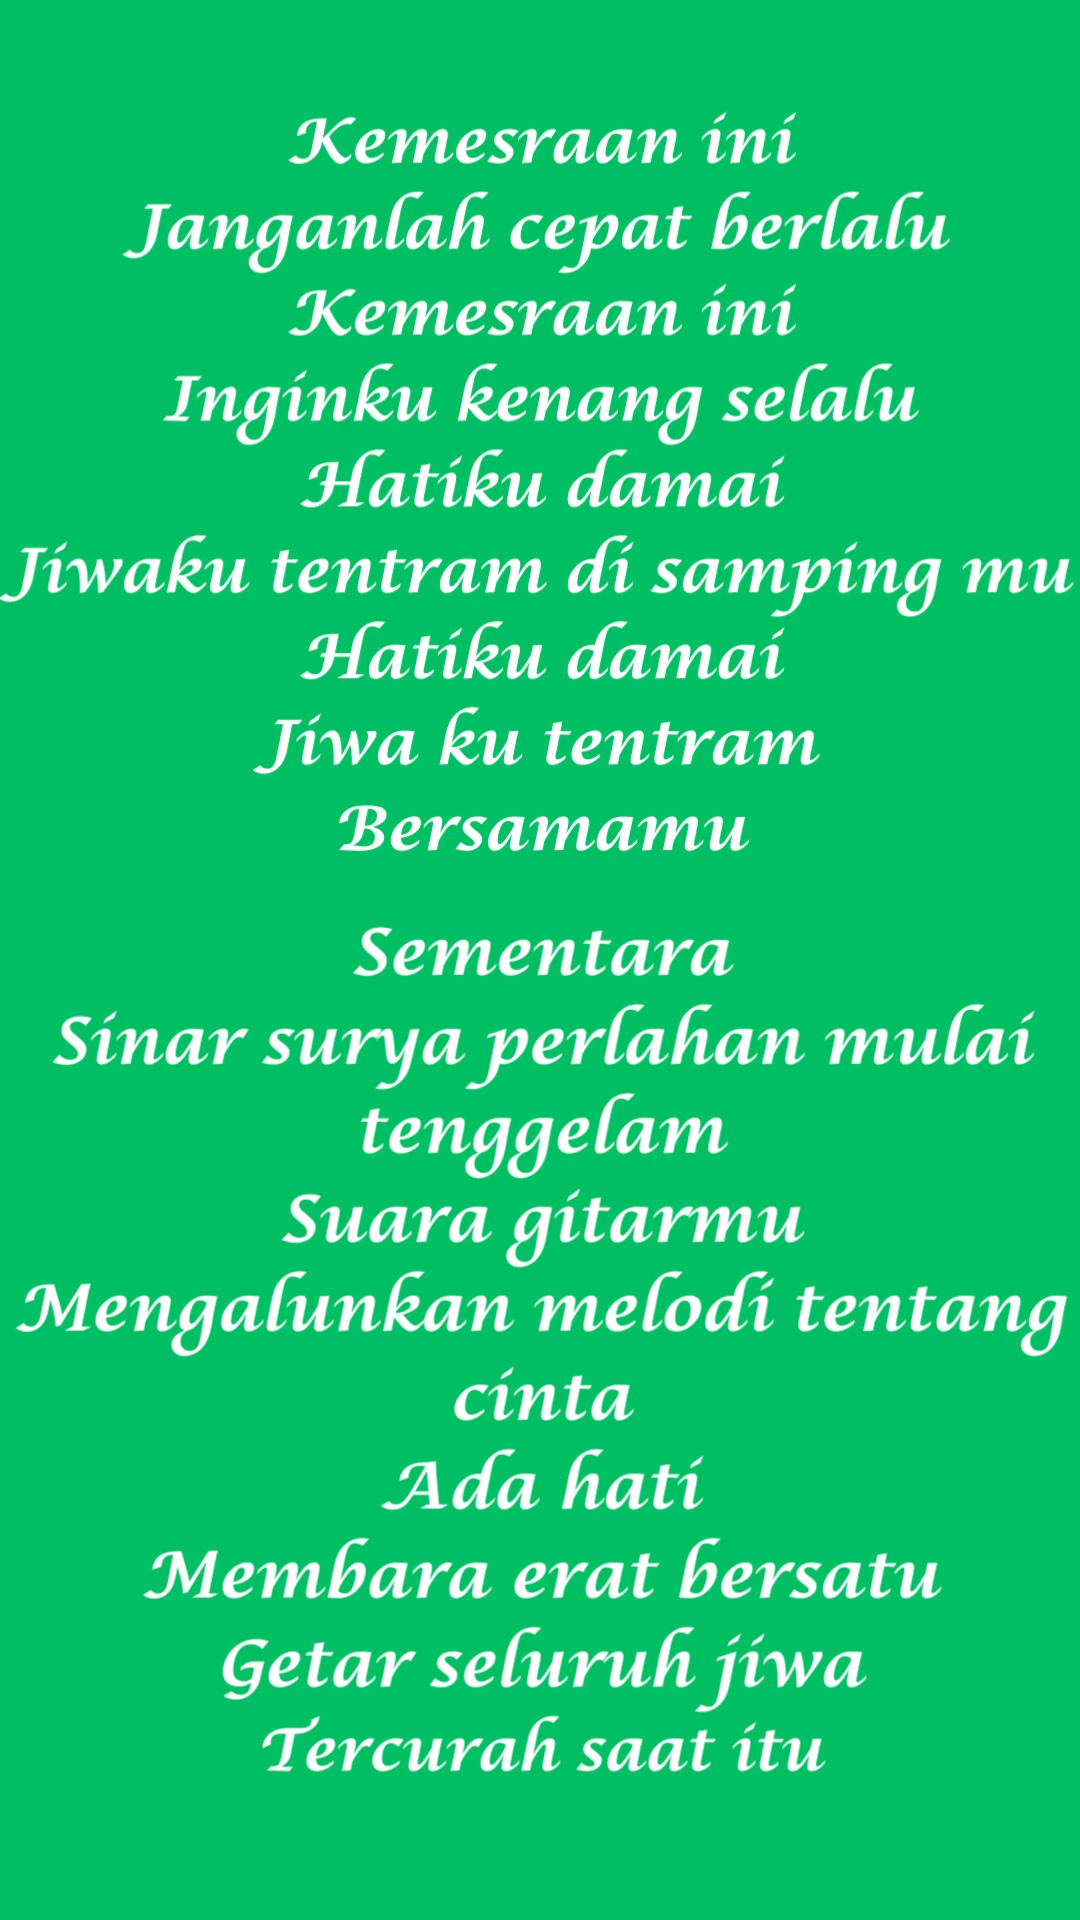 Kemesraan ini
Janganlah cepat berlalu
Kemesraan ini
Inginku kenang selalu
Hatiku damai
Jiwaku tentram di samping mu
Hatiku damai
Jiwa ku tentram
Bersamamu
Sementara
Sinar surya perlahan mulai
tenggelam
Suara gitarmu
Mengalunkan melodi tentang
cinta
Ada hati
Membara erat bersatu
Getar seluruh jiwa
Tercurah saat itu